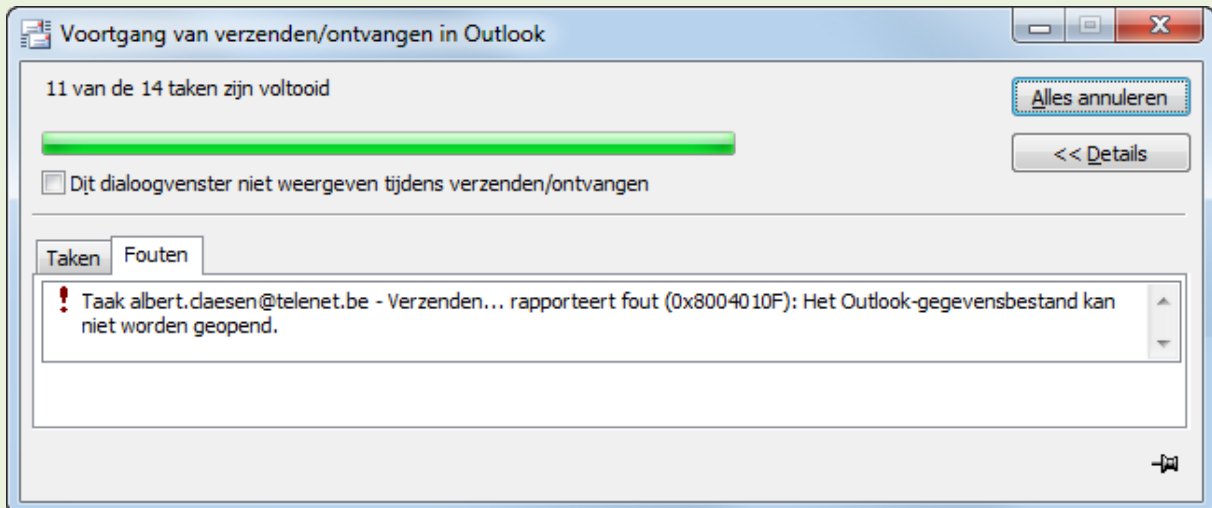 Voortgang van verzenden/ontvangen in Outlook
11 van de 14 taken zijn voltooid
Alles annuleren
<< Details
Dit dialoogvenster niet weergeven tijdens verzenden/ontvangen
Taken
Fouten
Taak albert.claesen@telenet.be - Verzenden... rapporteert fout (0x8004010F): Het Outlook-gegevensbestand kan
niet worden geopend.